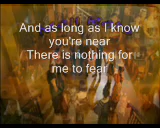 And as long as I know
you're near
There is nothing for
me to fear